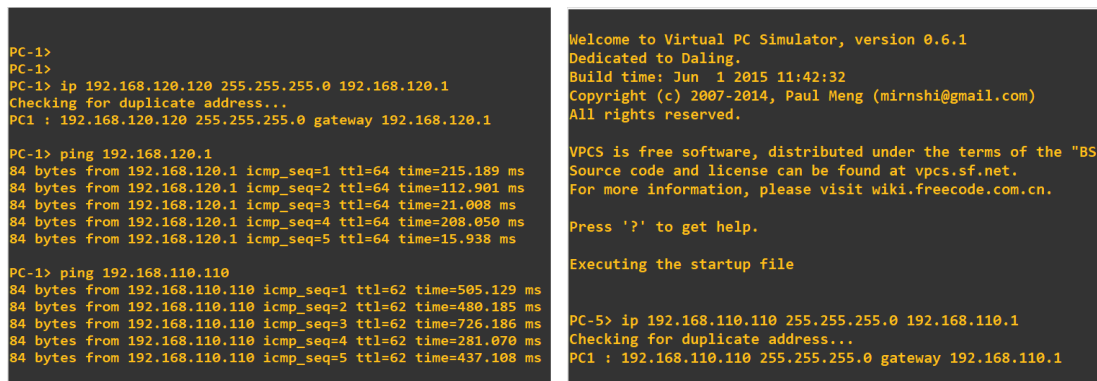 PC-1>
PC-1>
PC-1> ip 192.168.120.120 255.255.255.0 192.168.120.1
Checking for duplicate address...
PC1 : 192.168.120.120 255.255.255.0 gateway 192.168.120.1
PC-1> ping 192.168.120.1
84 bytes from 192.168.120.1 icmp_seq=1 ttl=64 time=215.189 ms
84 bytes from 192.168.120.1 icmp_seq=2 ttl=64 time=112.901 ms
84 bytes from 192.168.120.1 icmp_seq=3 ttl=64 time=21.008 ms
84 bytes from 192.168.120.1 icmp_seq=4 ttl=64 time=208.050 ms
84 bytes from 192.168.120.1 icmp_seq=5 ttl=64 time=15.938 ms
PC-1> ping 192.168.110.110
84 bytes from 192.168.110.110 icmp_seq=1 ttl=62 time=505.129 ms
84 bytes from 192.168.110.110 icmp_seq=2 ttl=62 time=480.185 ms
84 bytes from 192.168.110.110 icmp_seq=3 ttl=62 time=726.186 ms
84 bytes from 192.168.110.110 icmp_seq=4 ttl=62 time=281.070 ms
84 bytes from 192.168.110.110 icmp_seq=5 ttl=62 time=437.108 ms
Welcome to Virtual PC Simulator, version 0.6.1
Dedicated to Daling.
Build time: Jun  1 2015 11:42:32
Copyright (c) 2007-2014, Paul Meng (mirnshi@gmail.com)
All rights reserved.
VPCS is free software, distributed under the terms of the "BS
Source code and license can be found at vpcs.sf.net.
For more information, please visit wiki.freecode.com.cn.
Press '?' to get help.
Executing the startup file
PC-5> ip 192.168.110.110 255.255.255.0 192.168.110.1
Checking for duplicate address...
PC1 : 192.168.110.110 255.255.255.0 gateway 192.168.110.1